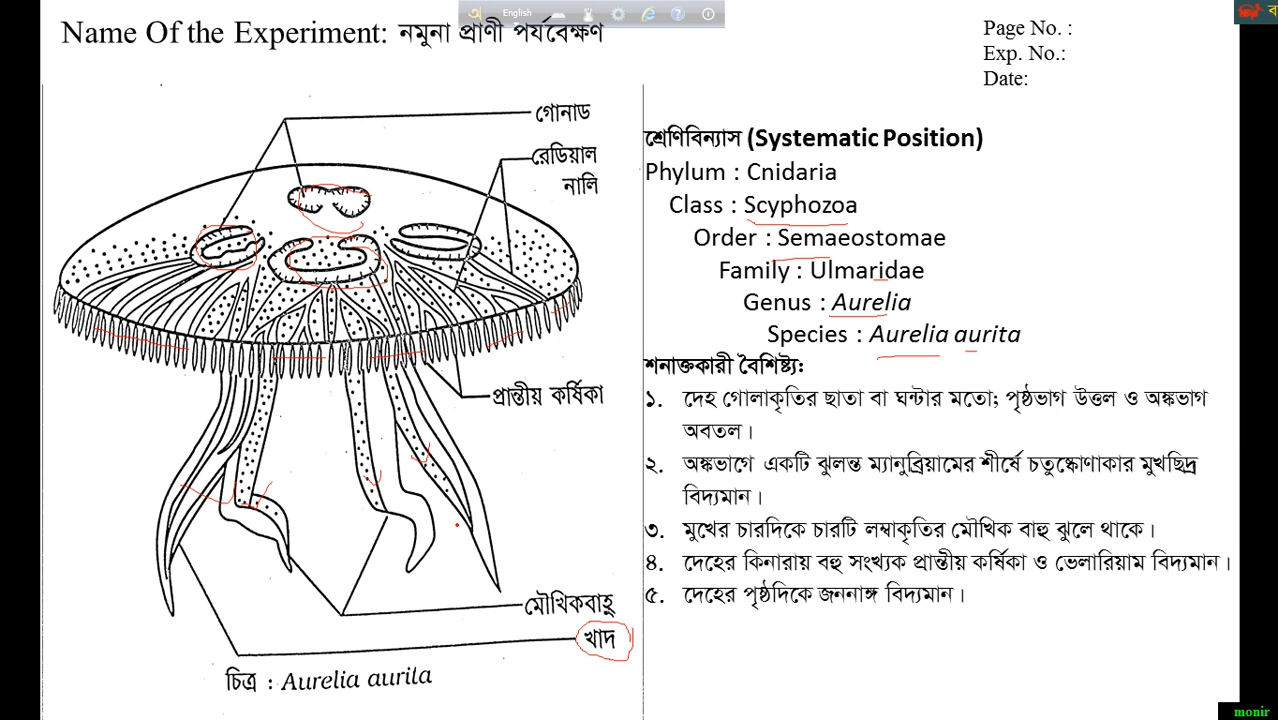 English
Name Of the Experiment: নমুনা প্রাণী পর্যবেক্ষণ
Page No. :
Exp. No.:
Date:
গোনাড
রেডিয়াল
নালি
প্রান্তীয় কর্ষিকা
মৌখিকবাহু
খাদ
চিত্র : Aurelia aurita
শ্রেণিবিন্যাস (Systematic Position)
Phylum : Cnidaria
Class : Scyphozoa
Order : Semaeostomae
Family : Ulmaridae
Genus : Aurelia
Species : Aurelia aurita
শনাক্তকারী বৈশিষ্ট্য:
১. দেহ গোলাকৃতির ছাতা বা ঘন্টার মতো; পৃষ্ঠভাগ উত্তল ও অঙ্কভাগ
অবতল।
২. অঙ্কভাগে একটি ঝুলন্ত ম্যানুব্রিয়ামের শীর্ষে চতুষ্কোণাকার মুখছিদ্র
বিদ্যমান।
৩. মুখের চারদিকে চারটি লম্বাকৃতির মৌখিক বাহু ঝুলে থাকে।
৪. দেহের কিনারায় বহু সংখ্যক প্রান্তীয় কর্ষিকা ও ভেলারিয়াম বিদ্যমান।
৫. দেহের পৃষ্ঠদিকে জননাঙ্গ বিদ্যমান।
monir